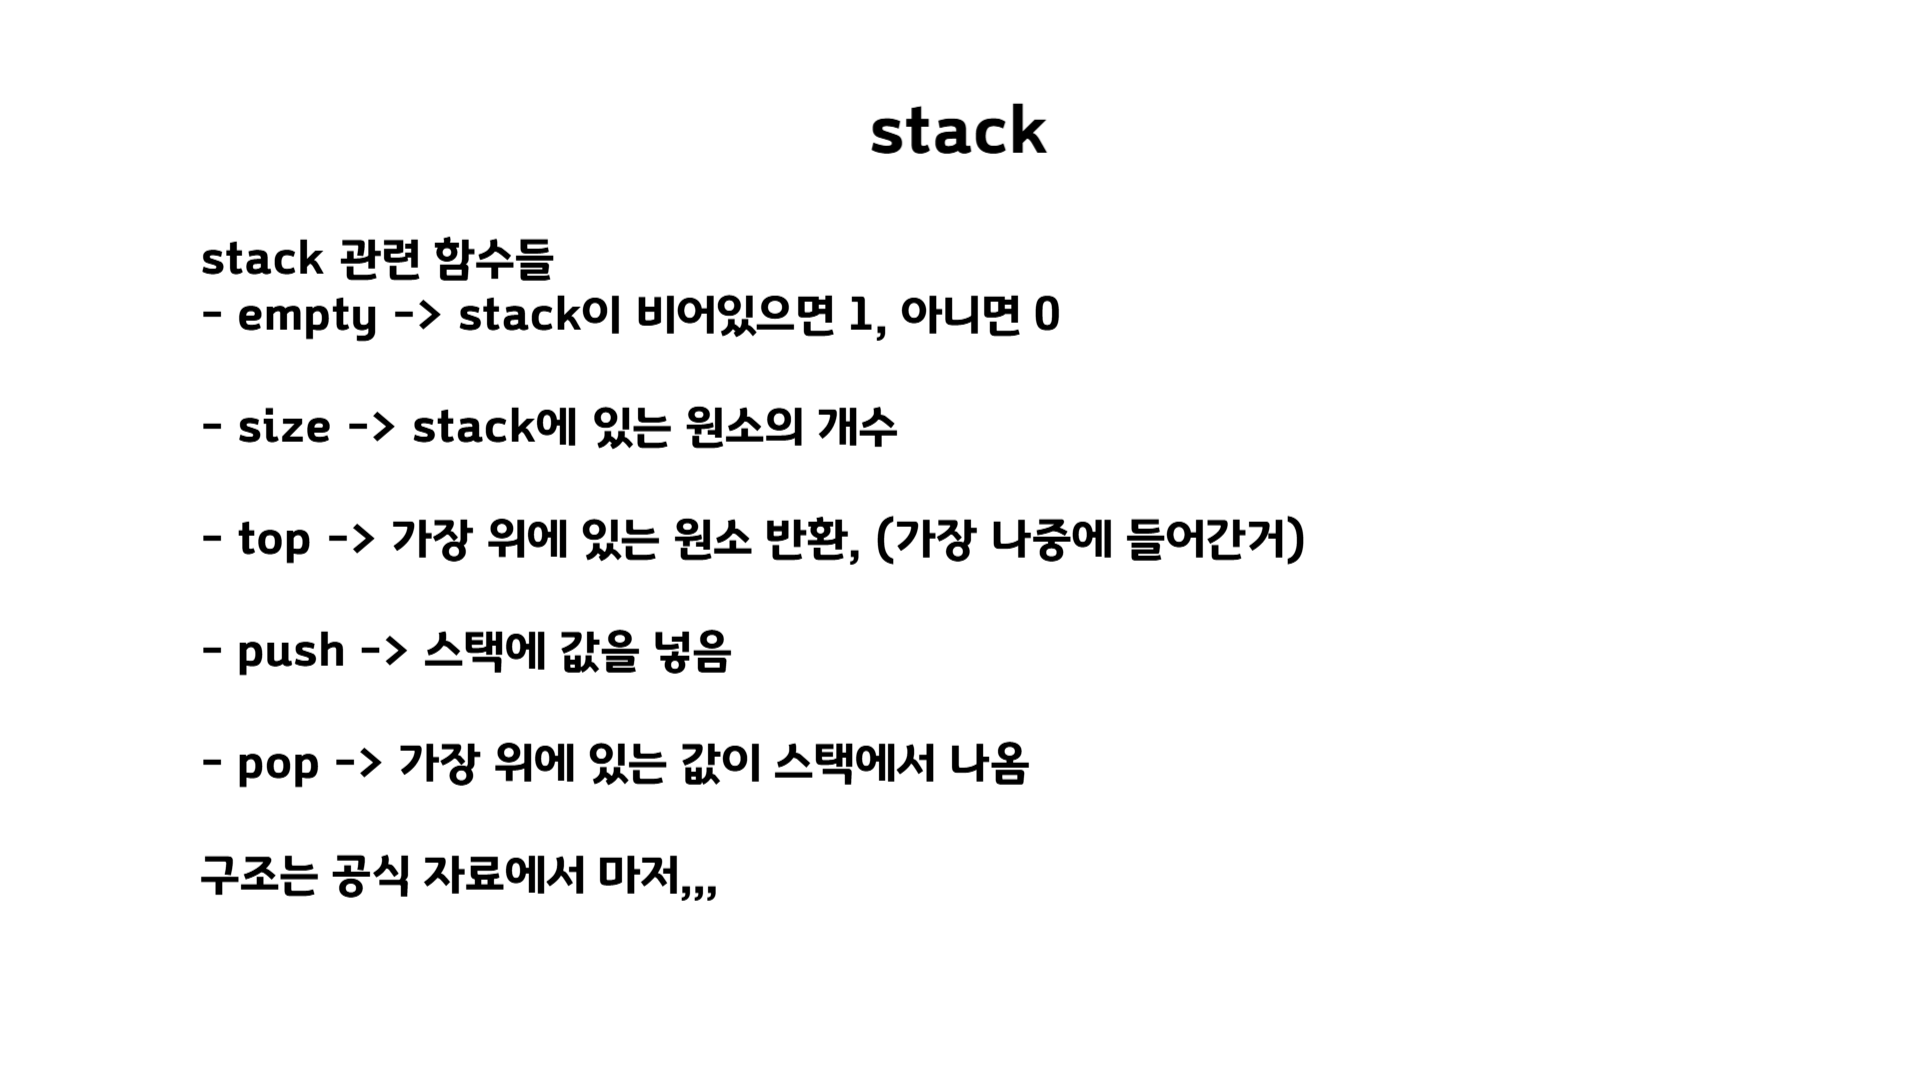 stack
stack 관련 함수들
- empty -> stack이 비어있으면 1, 아니면 0
- size -> stack에 있는 원소의 개수
- top -> 가장 위에 있는 원소 반환, (가장 나중에 들어간거)
- push -> 스택에 값을 넣음
- pop -> 가장 위에 있는 값이 스택에서 나옴
구조는 공식 자료에서 마저,,,